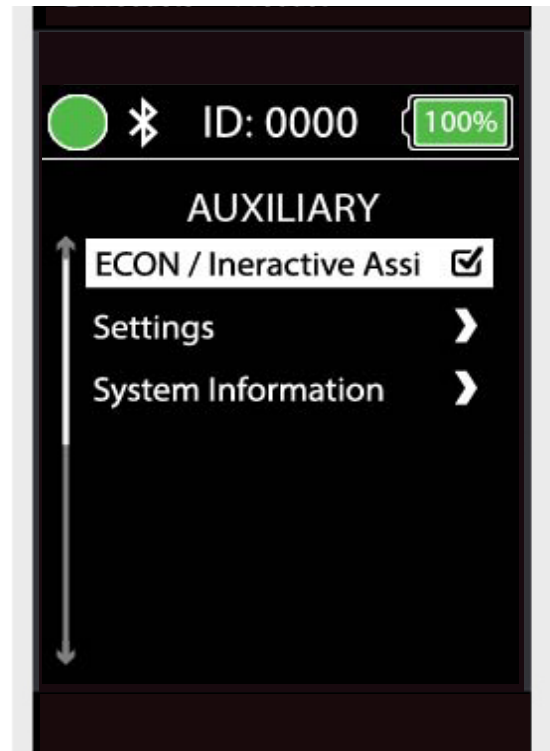 ID: 0000 100%
AUXILIARY
ECON / Ineractive Assi
Settings
System Information